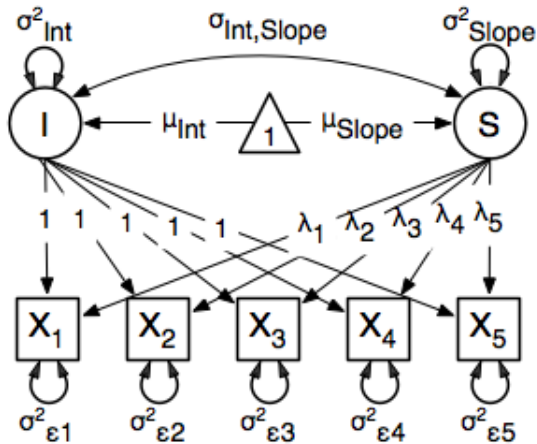 σ²Int σInt,Slope σ²Slope
I μInt 1 μSlope S
1 1 1 1 1 λ₁ λ₂ λ₃ λ₄ λ₅
X₁ X₂ X₃ X₄ X₅
σ²ε1 σ²ε2 σ²ε3 σ²ε4 σ²ε5